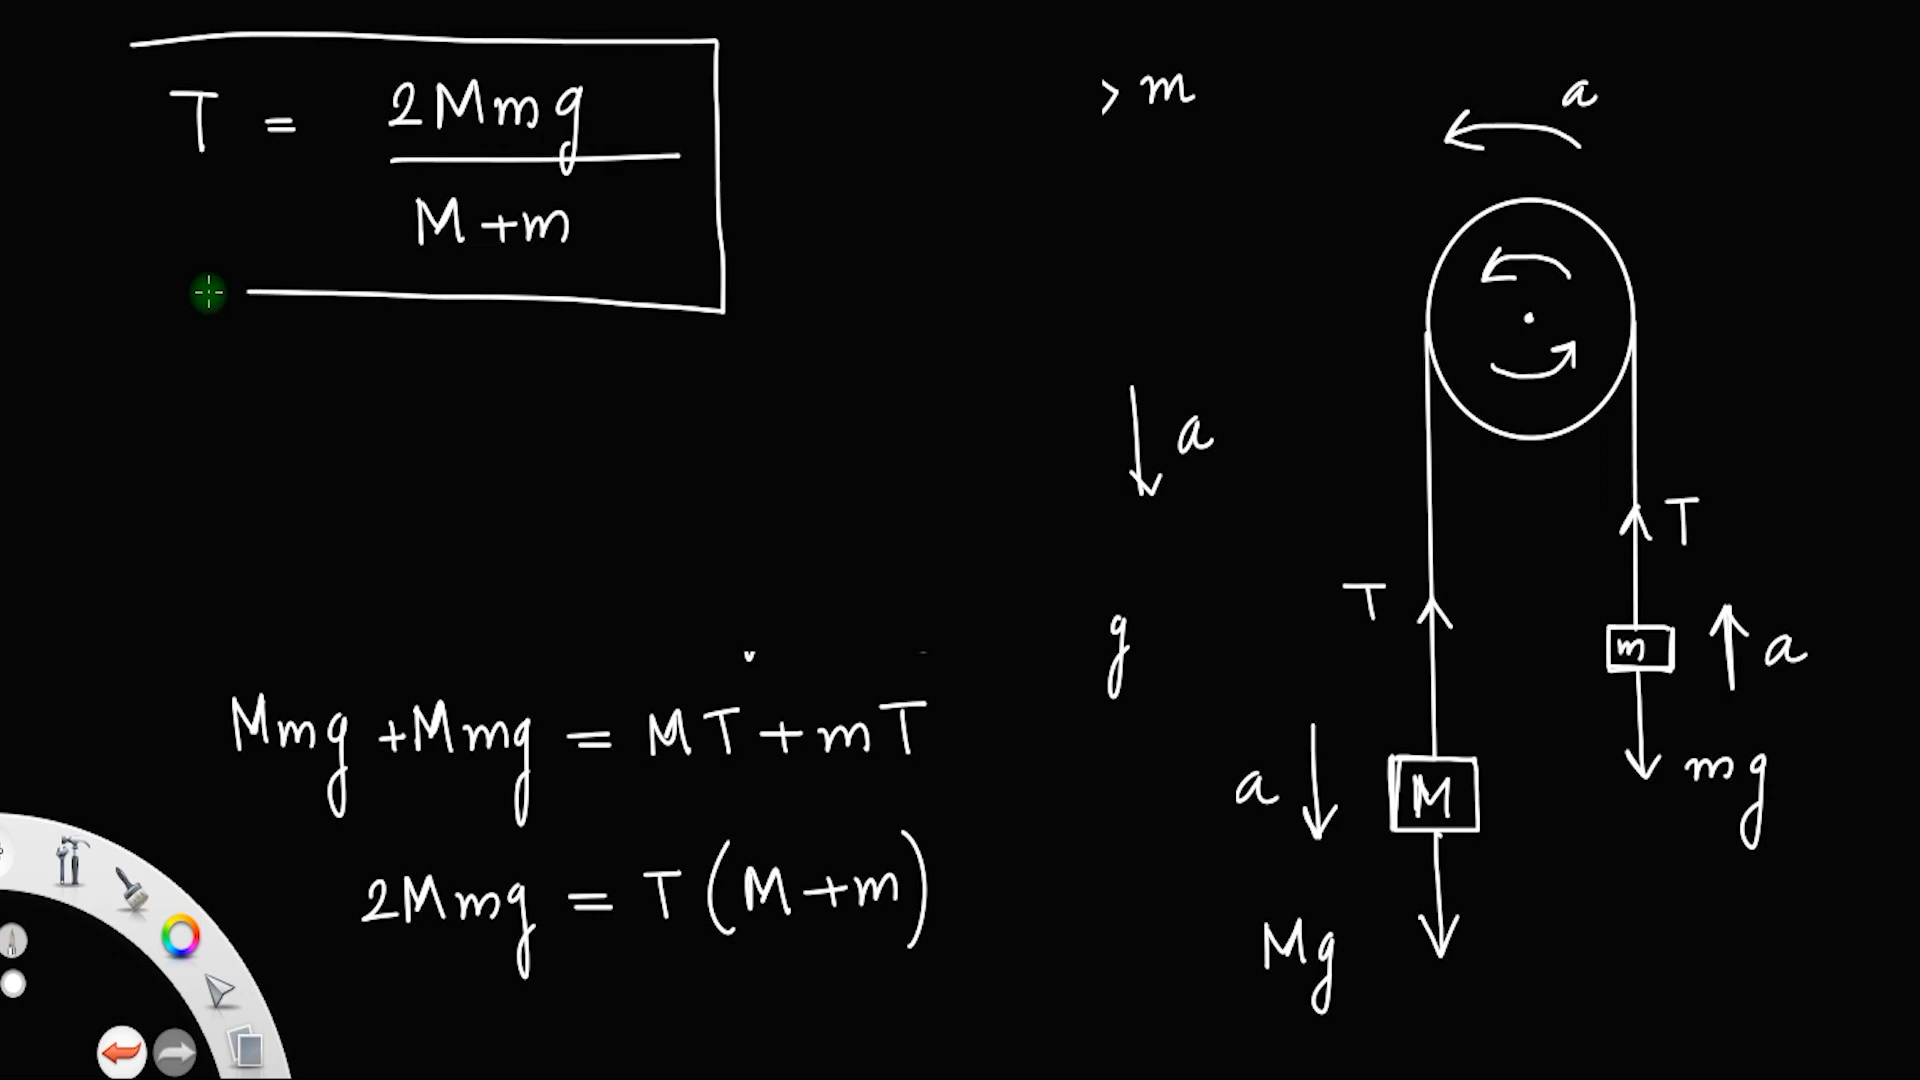 T = 2Mmg
M+m
> m
a
a
g
T
T
m
a
a
M
mg
Mg
Mmg + Mmg = MT + mT
2Mmg = T (M+m)